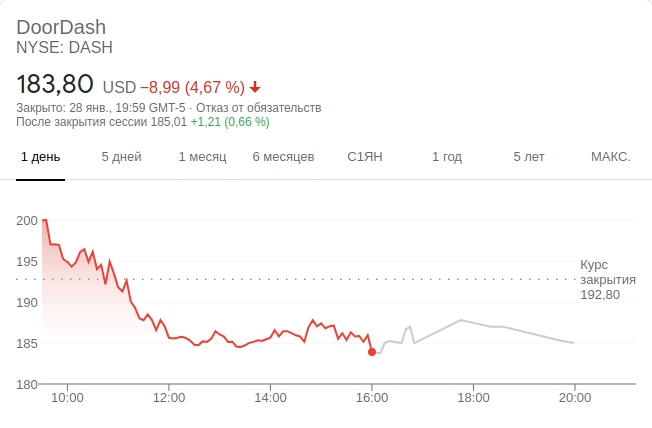 DoorDash
NYSE: DASH
183,80 USD −8,99 (4,67 %)
Закрыто: 28 янв., 19:59 GMT-5 · Отказ от обязательств
После закрытия сессии 185,01 +1,21 (0,66 %)
1 день 5 дней 1 месяц 6 месяцев С1ЯН 1 год 5 лет МАКС.
200
195
Курс
закрытия
192,80
190
185
180
10:00 12:00 14:00 16:00 18:00 20:00